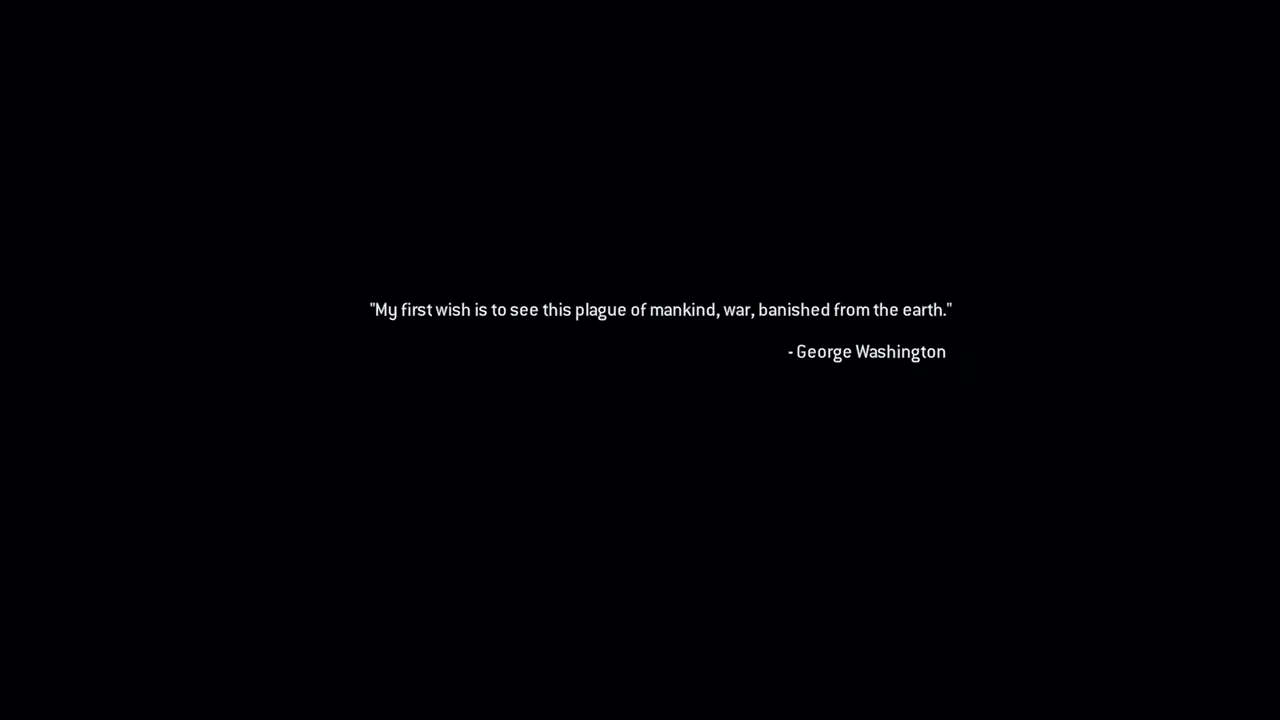 "My first wish is to see this plague of mankind, war, banished from the earth."
- George Washington